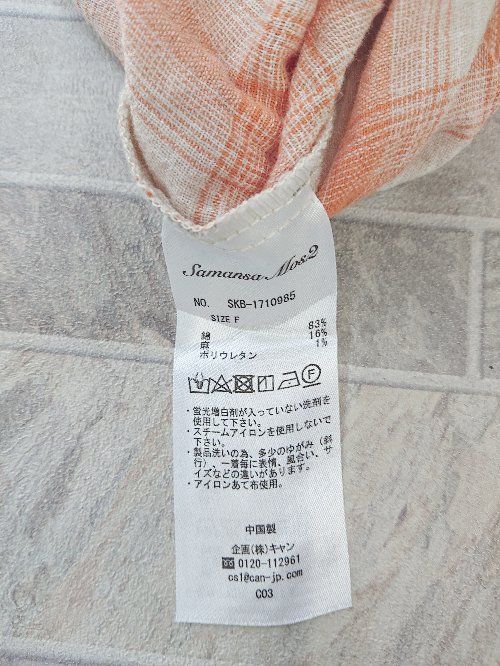 Samansa Mos2
NO. SKB-1710985
SIZE F
綿 83%
麻 16%
ポリウレタン 1%
・蛍光増白剤が入っていない洗剤を
使用して下さい。
・スチームアイロンを使用しないで
下さい。
・製品洗いの為、多少のゆがみ（斜
行）、一着毎に表情、風合い、サ
イズなどの違いがあります。
・アイロンあて布使用。
中国製
企画(株)キャン
☎0120-112961
cs1@can-jp.com
C03